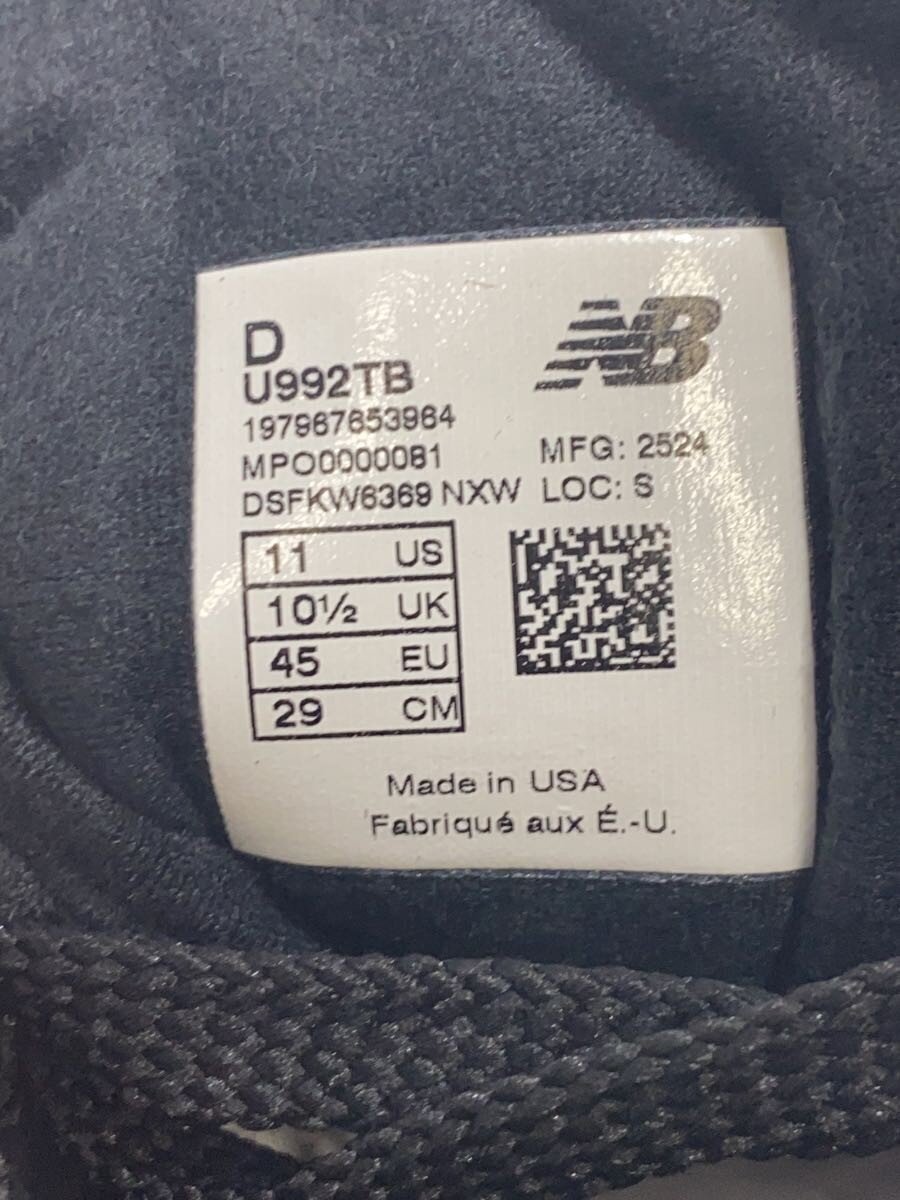 NB
D
U992TB
197967653964
MPO0000081
MFG: 2524
DSFKW6369 NXW LOC: S
11 US
10½ UK
45 EU
29 CM
Made in USA
Fabriqué aux É.-U.